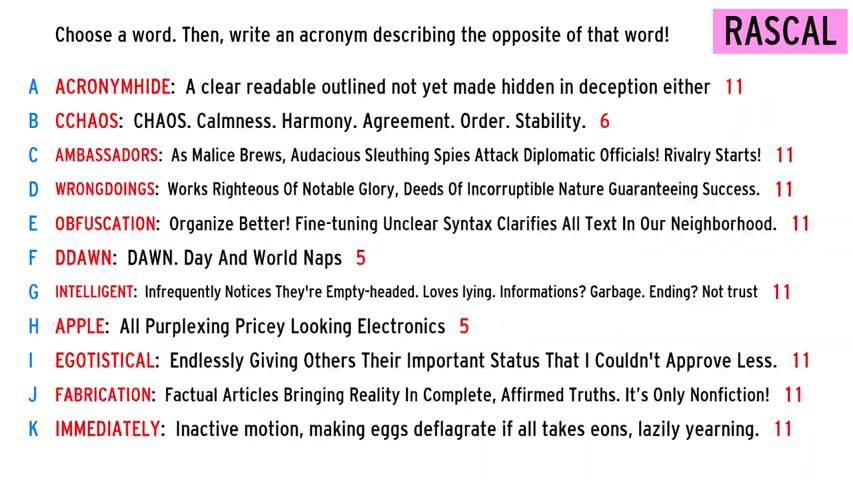 Choose a word. Then, write an acronym describing the opposite of that word!
RASCAL
A ACRONYMHIDE: A clear readable outlined not yet made hidden in deception either 11
B CCHAOS: CHAOS. Calmness. Harmony. Agreement. Order. Stability. 6
C AMBASSADORS: As Malice Brews, Audacious Sleuthing Spies Attack Diplomatic Officials! Rivalry Starts! 11
D WRONGDOINGS: Works Righteous Of Notable Glory, Deeds Of Incorruptible Nature Guaranteeing Success. 11
E OBFUSCATION: Organize Better! Fine-tuning Unclear Syntax Clarifies All Text In Our Neighborhood. 11
F DDAWN: DAWN. Day And World Naps 5
G INTELLIGENT: Infrequently Notices They're Empty-headed. Loves lying. Informations? Garbage. Ending? Not trust 11
H APPLE: All Purplexing Pricey Looking Electronics 5
I EGOTISTICAL: Endlessly Giving Others Their Important Status That I Couldn't Approve Less. 11
J FABRICATION: Factual Articles Bringing Reality In Complete, Affirmed Truths. It's Only Nonfiction! 11
K IMMEDIATELY: Inactive motion, making eggs deflagrate if all takes eons, lazily yearning. 11